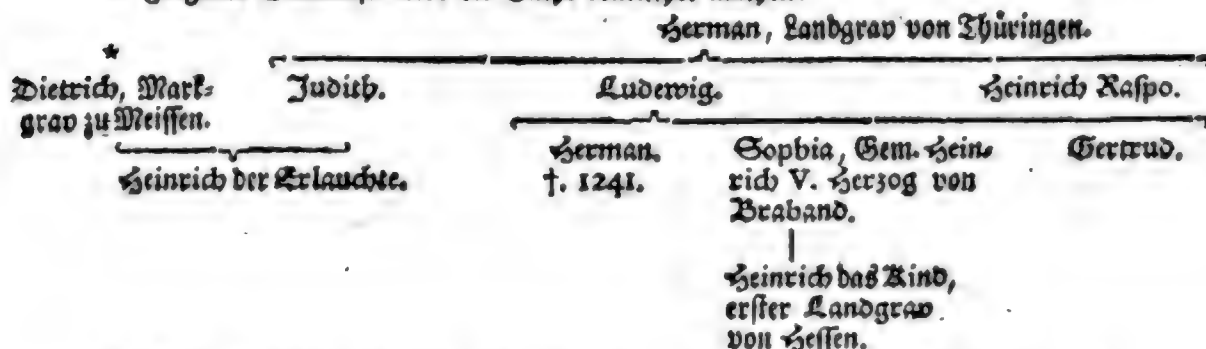 Herman, Landgrav von Thüringen.
*
Dietrich, Mark-
grav zu Meissen.
Judith.
Ludewig.
Heinrich Raspo.
Heinrich der Erlauchte.
Herman.
†. 1241.
Sophia, Gem. Hein-
rich V. Herzog von
Braband.
Gertrud.
Heinrich das Kind,
erster Landgrav
von Hessen.